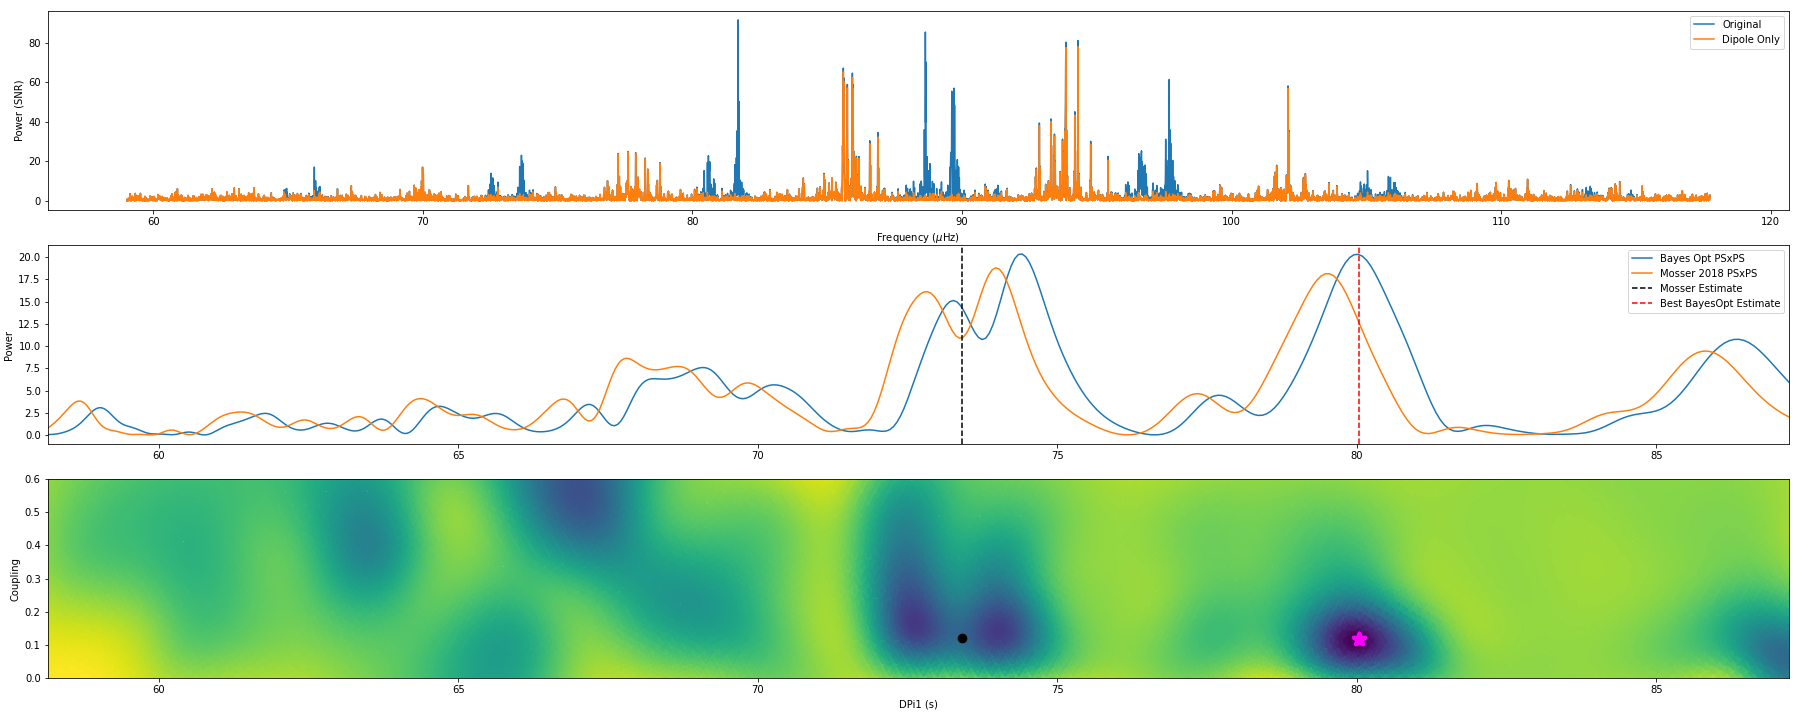 Power (SNR)
80
60
40
20
0
Original
Dipole Only
60 70 80 90 100 110 120
Frequency (μHz)
Power
20.0
17.5
15.0
12.5
10.0
7.5
5.0
2.5
0.0
Bayes Opt PSxPS
Mosser 2018 PSxPS
Mosser Estimate
Best BayesOpt Estimate
60 65 70 75 80 85
Coupling
0.6
0.5
0.4
0.3
0.2
0.1
0.0
60 65 70 75 80 85
DPi1 (s)